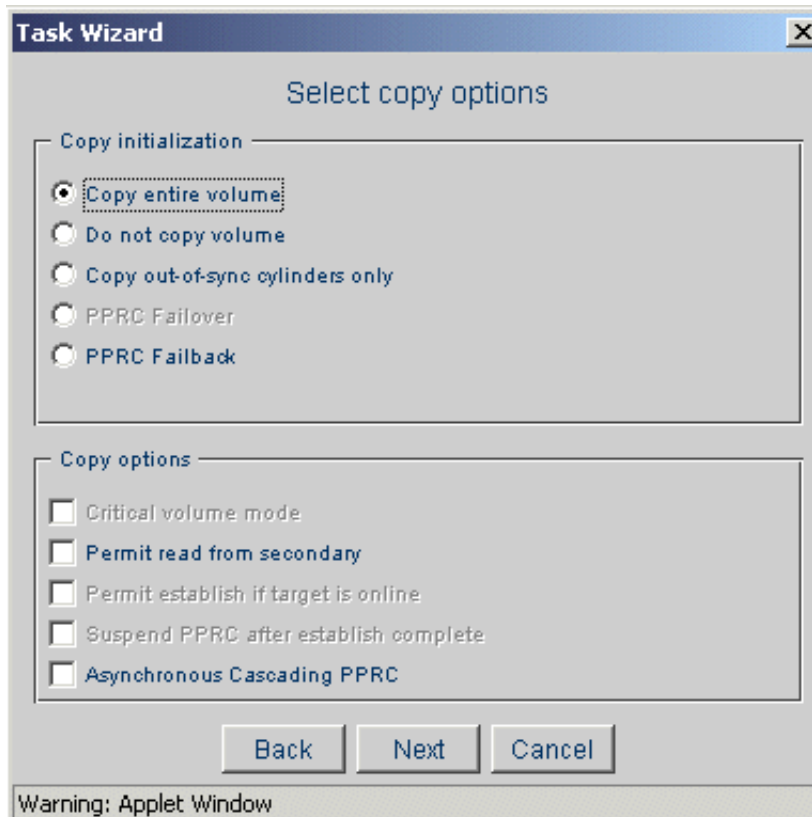 Task Wizard
Select copy options
Copy initialization
Copy entire volume
Do not copy volume
Copy out-of-sync cylinders only
PPRC Failover
PPRC Failback
Copy options
Critical volume mode
Permit read from secondary
Permit establish if target is online
Suspend PPRC after establish complete
Asynchronous Cascading PPRC
Back Next Cancel
Warning: Applet Window